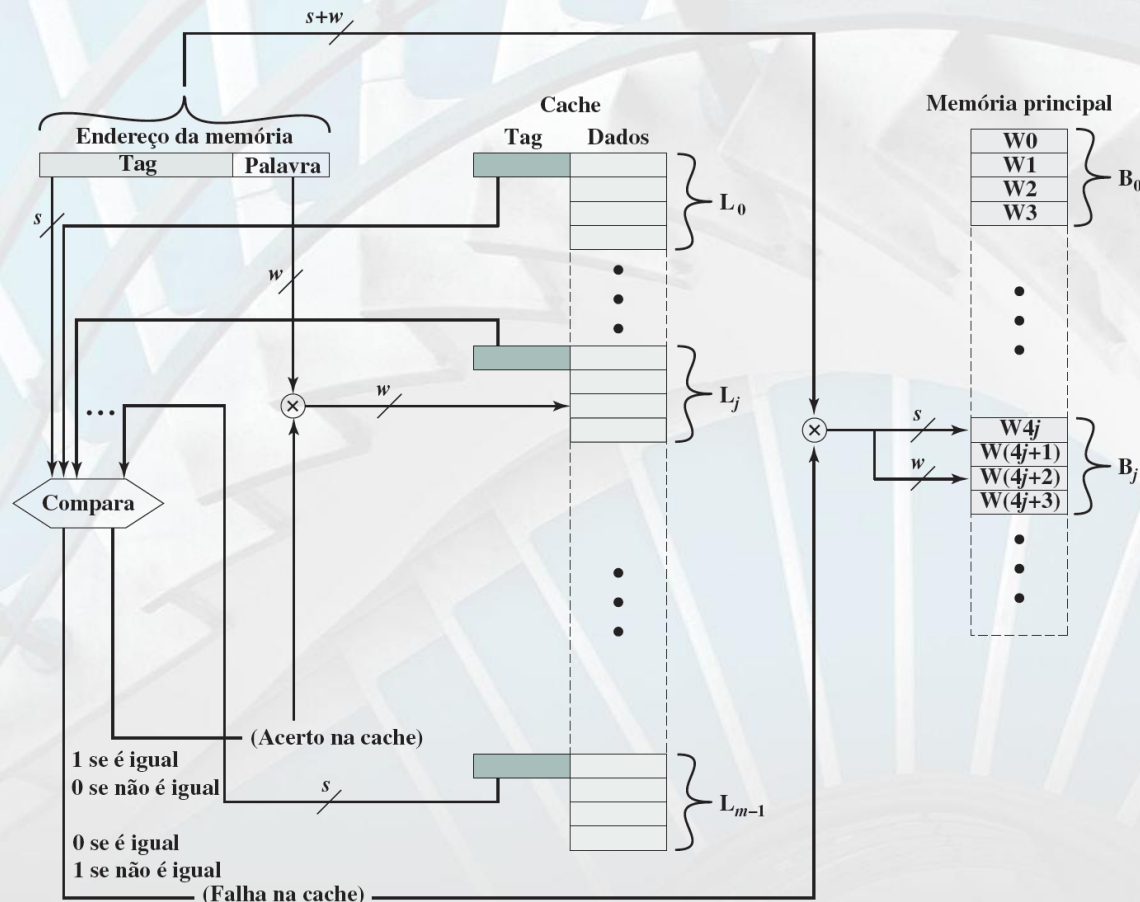 s+w
Cache
Memória principal
Endereço da memória
Tag Dados
Tag Palavra
W0
W1
W2
W3
B0
L0
s
w
w
Lj
s
w
W4j
W(4j+1)
W(4j+2)
W(4j+3)
Bj
...
Compara
(Acerto na cache)
1 se é igual
0 se não é igual
s
Lm–1
0 se é igual
1 se não é igual
(Falha na cache)